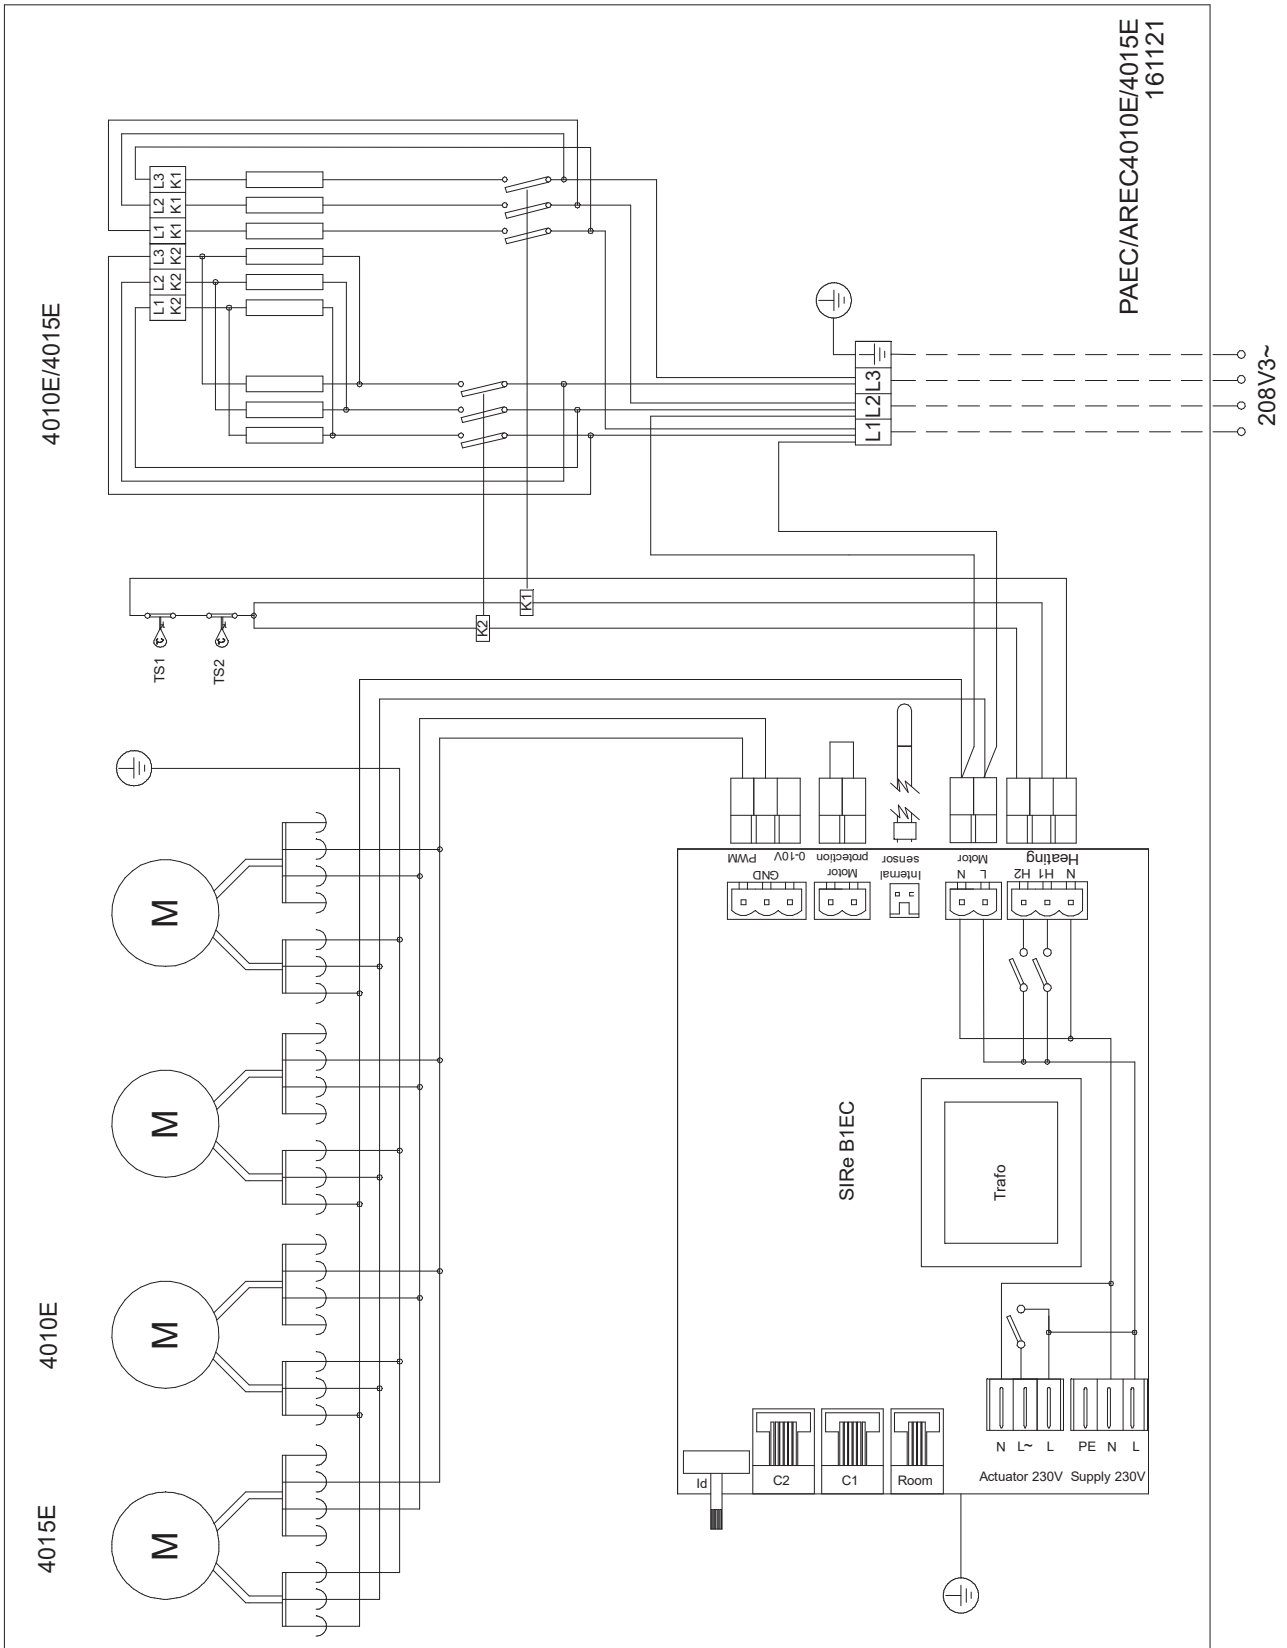 PAEC/AREC4010E/4015E
161121
4010E/4015E
L3 K1
L2 K1
L1 K1
L3 K2
L2 K2
L1 K2
L1 L2 L3
208V3~
K1
K2
TS1
TS2
M
M
M
M
4010E
4015E
PWM
GND
0-10V
Motor
protection
Internal
sensor
Motor
N L
Heating
H2 H1 N
SIRe B1EC
Trafo
Id
C2
C1
Room
N L~ L
Actuator 230V
PE N L
Supply 230V